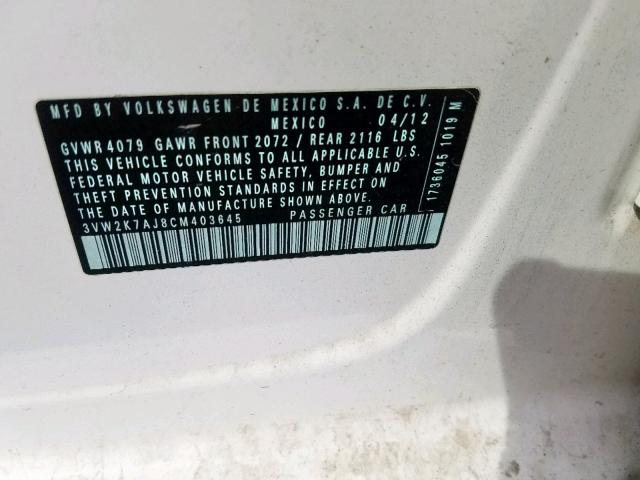 MFD BY VOLKSWAGEN DE MEXICO S.A. DE C.V.
MEXICO 04/12
GVWR 4079 GAWR FRONT 2072 / REAR 2116 LBS
THIS VEHICLE CONFORMS TO ALL APPLICABLE U.S.
FEDERAL MOTOR VEHICLE SAFETY, BUMPER AND
THEFT PREVENTION STANDARDS IN EFFECT ON
THE DATE OF MANUFACTURE SHOWN ABOVE.
3VW2K7AJ8CM403645 PASSENGER CAR
1736045 1019 M